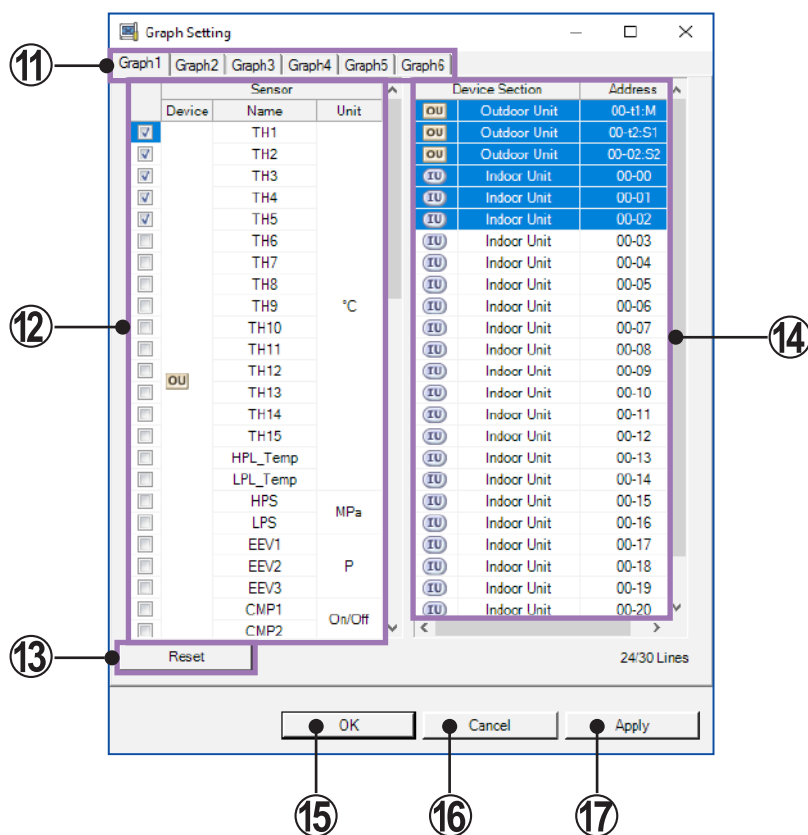 Graph Setting
Graph1 Graph2 Graph3 Graph4 Graph5 Graph6
11
Sensor
Device Name Unit
TH1
TH2
TH3
TH4
TH5
TH6
TH7
TH8
TH9 °C
TH10
TH11
TH12
OU
TH13
TH14
TH15
HPL_Temp
LPL_Temp
HPS
MPa
LPS
EEV1
EEV2 P
EEV3
CMP1
On/Off
CMP2
12
Device Section Address
OU Outdoor Unit 00-t1:M
OU Outdoor Unit 00-t2:S1
OU Outdoor Unit 00-02:S2
IU Indoor Unit 00-00
IU Indoor Unit 00-01
IU Indoor Unit 00-02
IU Indoor Unit 00-03
IU Indoor Unit 00-04
IU Indoor Unit 00-05
IU Indoor Unit 00-06
IU Indoor Unit 00-07
IU Indoor Unit 00-08
IU Indoor Unit 00-09
IU Indoor Unit 00-10
IU Indoor Unit 00-11
IU Indoor Unit 00-12
IU Indoor Unit 00-13
IU Indoor Unit 00-14
IU Indoor Unit 00-15
IU Indoor Unit 00-16
IU Indoor Unit 00-17
IU Indoor Unit 00-18
IU Indoor Unit 00-19
IU Indoor Unit 00-20
14
13
Reset
24/30 Lines
OK Cancel Apply
15 16 17